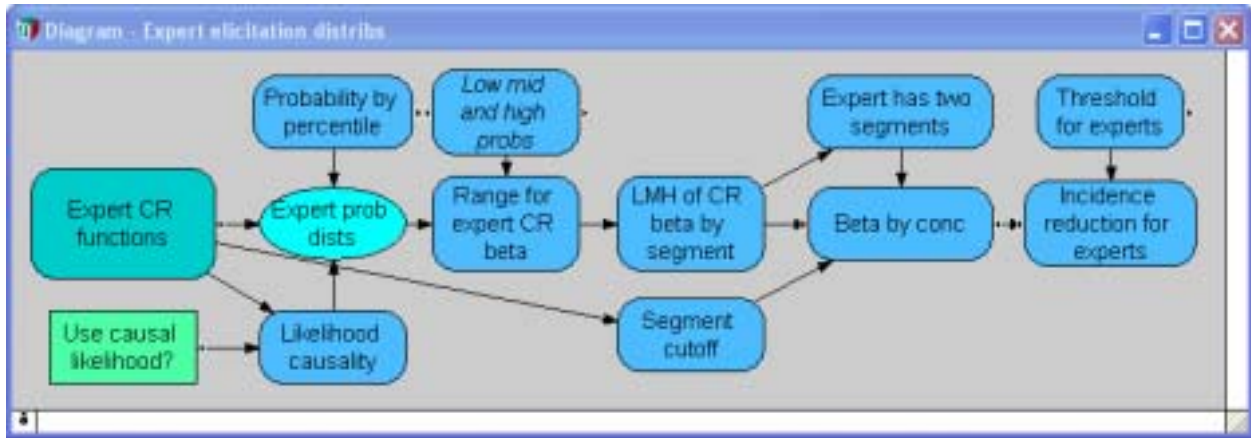 Diagram - Expert elicitation distribs
Probability by
percentile
Low mid
and high
probs
Expert has two
segments
Threshold
for experts
Expert CR
functions
Expert prob
dists
Range for
expert CR
beta
LMH of CR
beta by
segment
Beta by conc
Incidence
reduction for
experts
Use causal
likelihood?
Likelihood
causality
Segment
cutoff